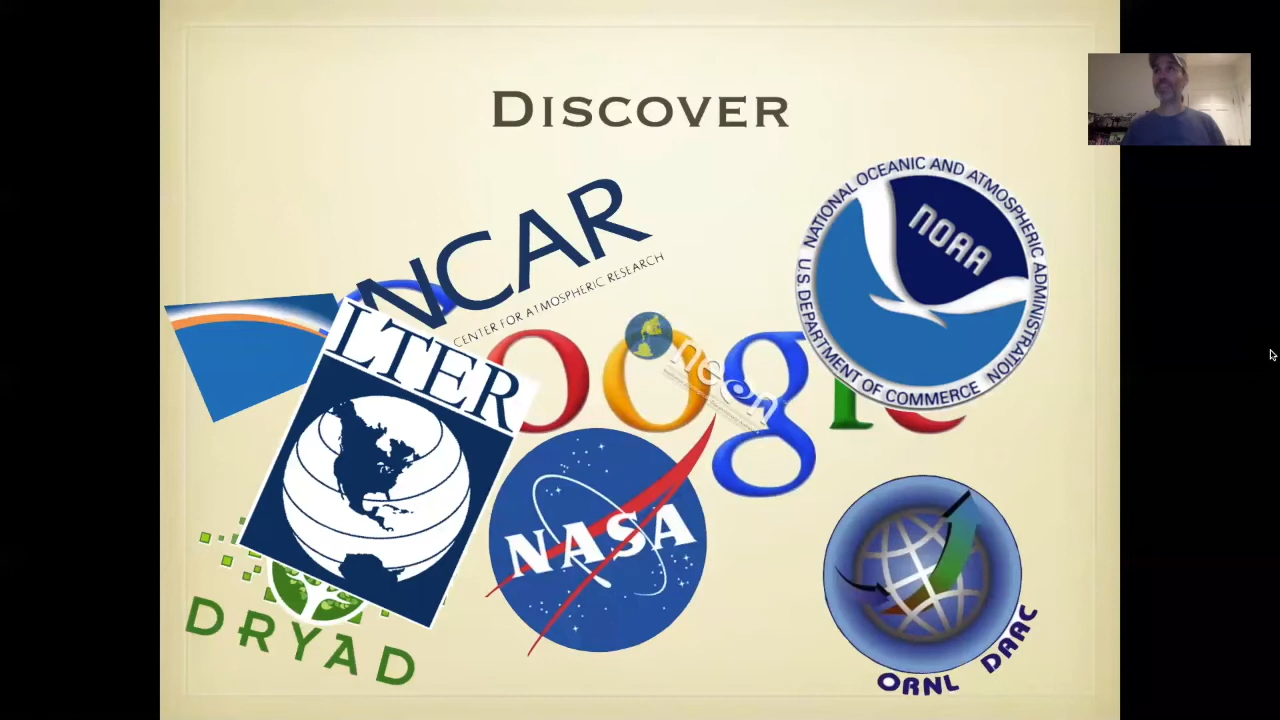 DISCOVER
NCAR
CENTER FOR ATMOSPHERIC RESEARCH
NATIONAL OCEANIC AND ATMOSPHERIC ADMINISTRATION
U.S. DEPARTMENT OF COMMERCE
NOAA
LTER
neon
NASA
DRYAD
ORNL DAAC